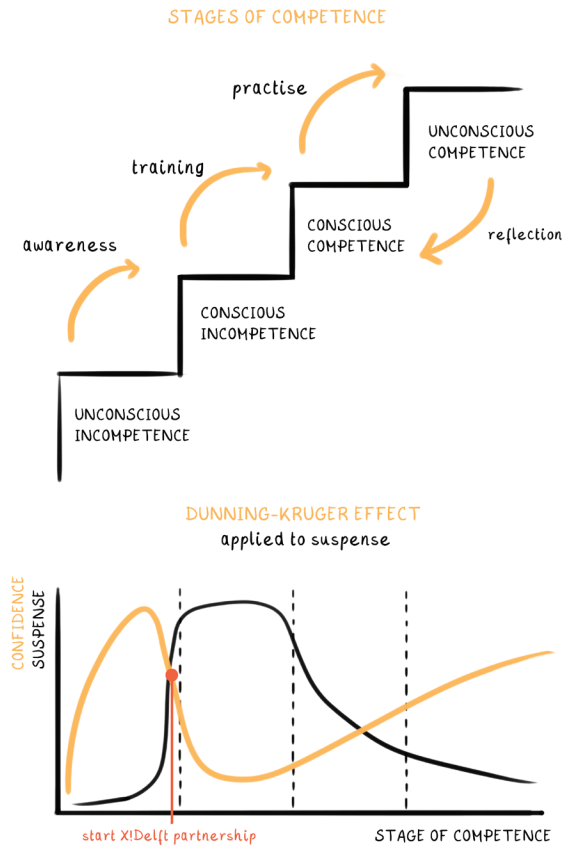 STAGES OF COMPETENCE
practise
UNCONSCIOUS
COMPETENCE
training
CONSCIOUS
COMPETENCE
reflection
awareness
CONSCIOUS
INCOMPETENCE
UNCONSCIOUS
INCOMPETENCE
DUNNING-KRUGER EFFECT
applied to suspense
CONFIDENCE
SUSPENSE
start X!Delft partnership
STAGE OF COMPETENCE